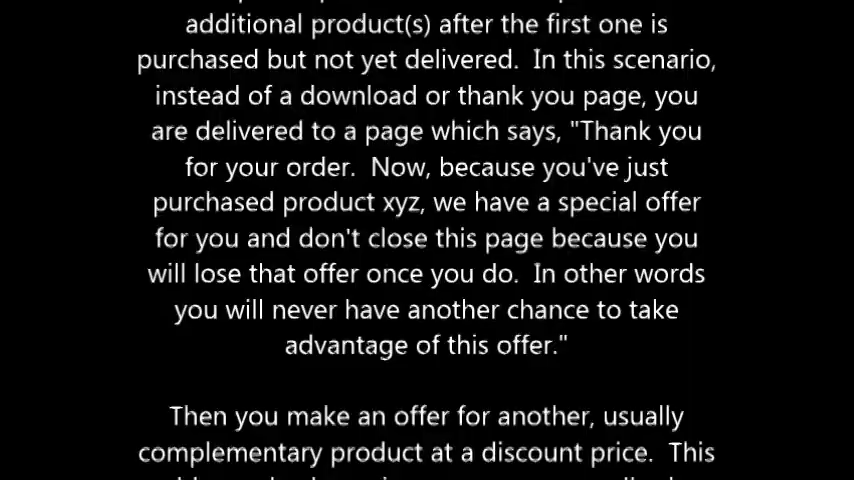 additional product(s) after the first one is
purchased but not yet delivered.  In this scenario,
instead of a download or thank you page, you
are delivered to a page which says, "Thank you
for your order.  Now, because you've just
purchased product xyz, we have a special offer
for you and don't close this page because you
will lose that offer once you do.  In other words
you will never have another chance to take
advantage of this offer."
Then you make an offer for another, usually
complementary product at a discount price.  This